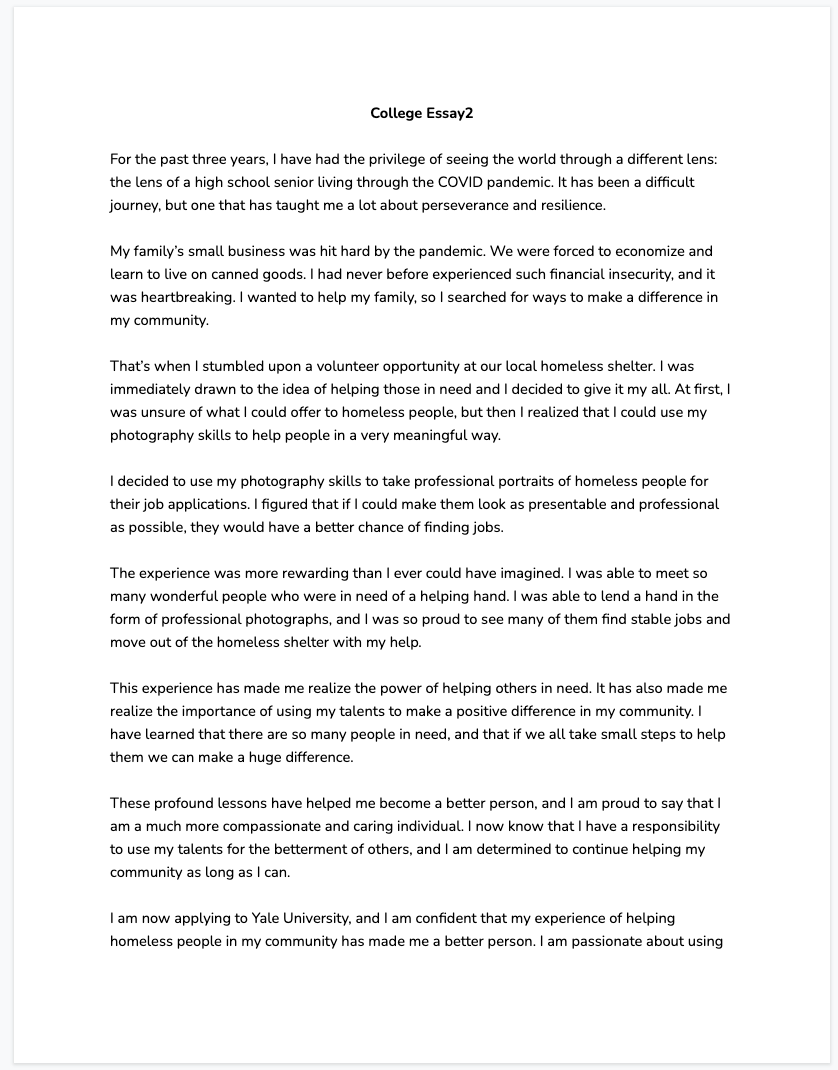 College Essay2
For the past three years, I have had the privilege of seeing the world through a different lens:
the lens of a high school senior living through the COVID pandemic. It has been a difficult
journey, but one that has taught me a lot about perseverance and resilience.
My family’s small business was hit hard by the pandemic. We were forced to economize and
learn to live on canned goods. I had never before experienced such financial insecurity, and it
was heartbreaking. I wanted to help my family, so I searched for ways to make a difference in
my community.
That’s when I stumbled upon a volunteer opportunity at our local homeless shelter. I was
immediately drawn to the idea of helping those in need and I decided to give it my all. At first, I
was unsure of what I could offer to homeless people, but then I realized that I could use my
photography skills to help people in a very meaningful way.
I decided to use my photography skills to take professional portraits of homeless people for
their job applications. I figured that if I could make them look as presentable and professional
as possible, they would have a better chance of finding jobs.
The experience was more rewarding than I ever could have imagined. I was able to meet so
many wonderful people who were in need of a helping hand. I was able to lend a hand in the
form of professional photographs, and I was so proud to see many of them find stable jobs and
move out of the homeless shelter with my help.
This experience has made me realize the power of helping others in need. It has also made me
realize the importance of using my talents to make a positive difference in my community. I
have learned that there are so many people in need, and that if we all take small steps to help
them we can make a huge difference.
These profound lessons have helped me become a better person, and I am proud to say that I
am a much more compassionate and caring individual. I now know that I have a responsibility
to use my talents for the betterment of others, and I am determined to continue helping my
community as long as I can.
I am now applying to Yale University, and I am confident that my experience of helping
homeless people in my community has made me a better person. I am passionate about using